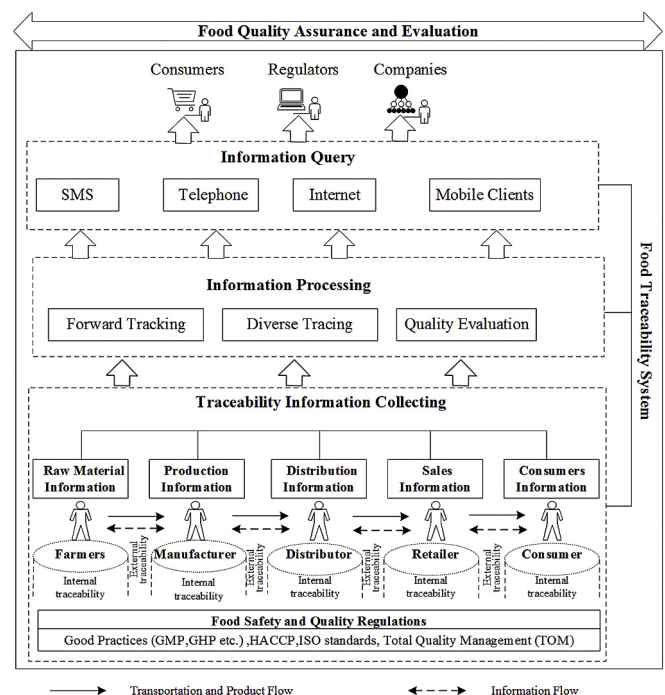 Food Quality Assurance and Evaluation
Consumers
Regulators
Companies
Information Query
SMS
Telephone
Internet
Mobile Clients
Information Processing
Forward Tracking
Diverse Tracing
Quality Evaluation
Food Traceability System
Traceability Information Collecting
Raw Material
Information
Production
Information
Distribution
Information
Sales
Information
Consumers
Information
Farmers
Manufacturer
Distributor
Retailer
Consumer
External
traceability
External
traceability
External
traceability
External
traceability
Internal
traceability
Internal
traceability
Internal
traceability
Internal
traceability
Internal
traceability
Food Safety and Quality Regulations
Good Practices (GMP,GHP etc.) ,HACCP,ISO standards, Total Quality Management (TOM)
Transportation and Product Flow
Information Flow